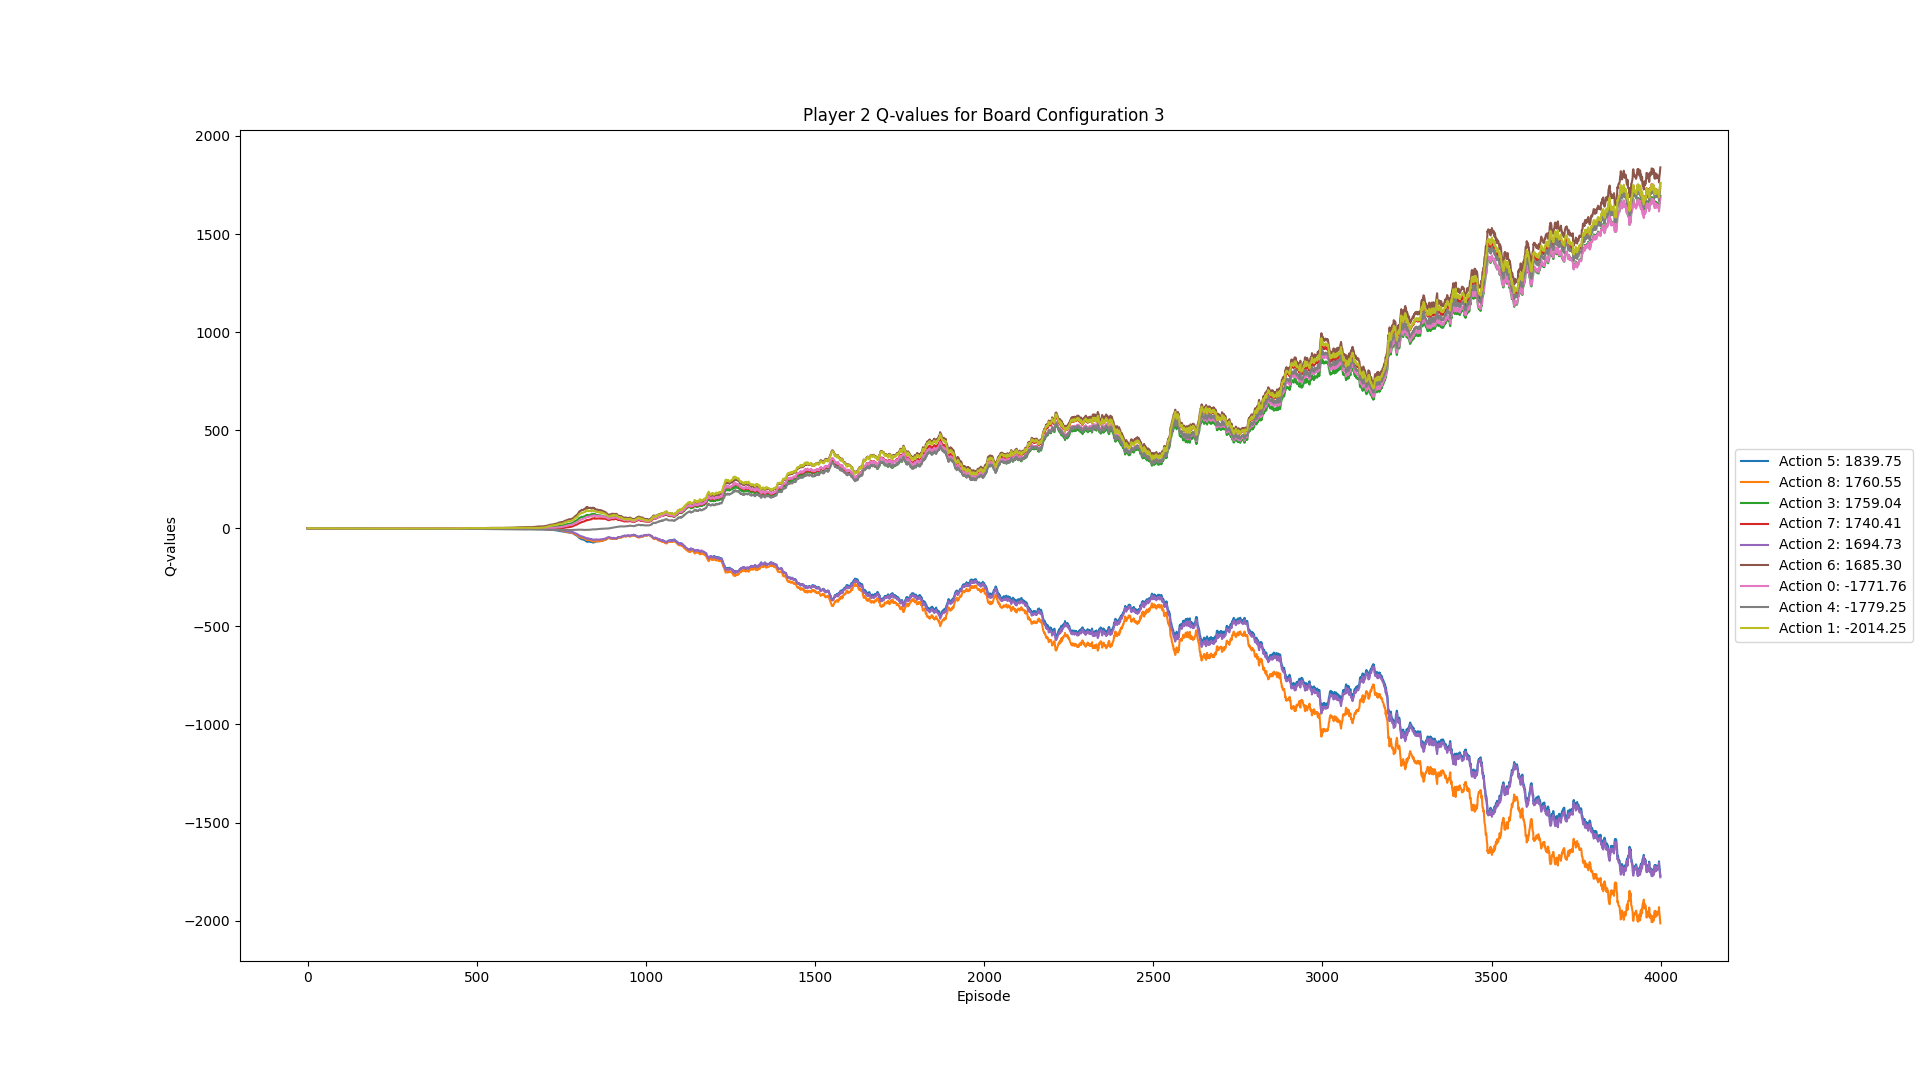 Player 2 Q-values for Board Configuration 3
2000
1500
1000
500
0
−500
−1000
−1500
−2000
Q-values
0
500
1000
1500
2000
2500
3000
3500
4000
Episode
Action 5: 1839.75
Action 8: 1760.55
Action 3: 1759.04
Action 7: 1740.41
Action 2: 1694.73
Action 6: 1685.30
Action 0: -1771.76
Action 4: -1779.25
Action 1: -2014.25